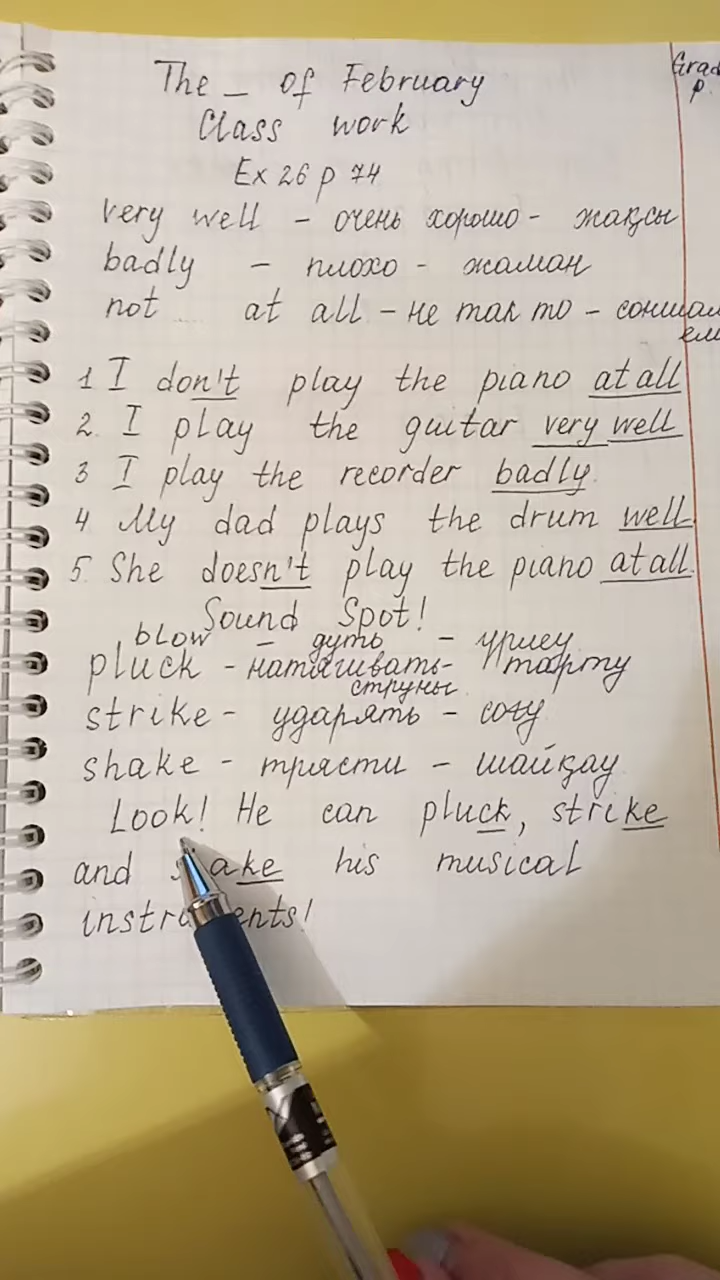 The _ of February
Grad
p.
Class work
Ex 26 p 74
very well - очень хорошо - жақсы
badly - плохо - жаман
not ... at all - не так то - соншал
ем
1 I don't play the piano at all
2. I play the guitar very well
3 I play the recorder badly.
4 My dad plays the drum well
5. She doesn't play the piano at all.
Sound Spot!
blow - дуть - үрлеу
pluck - натягивать - тарту
струны
strike - ударять - соғу
shake - трясти - шайқау
Look! He can pluck, strike
and shake his musical
instruments!